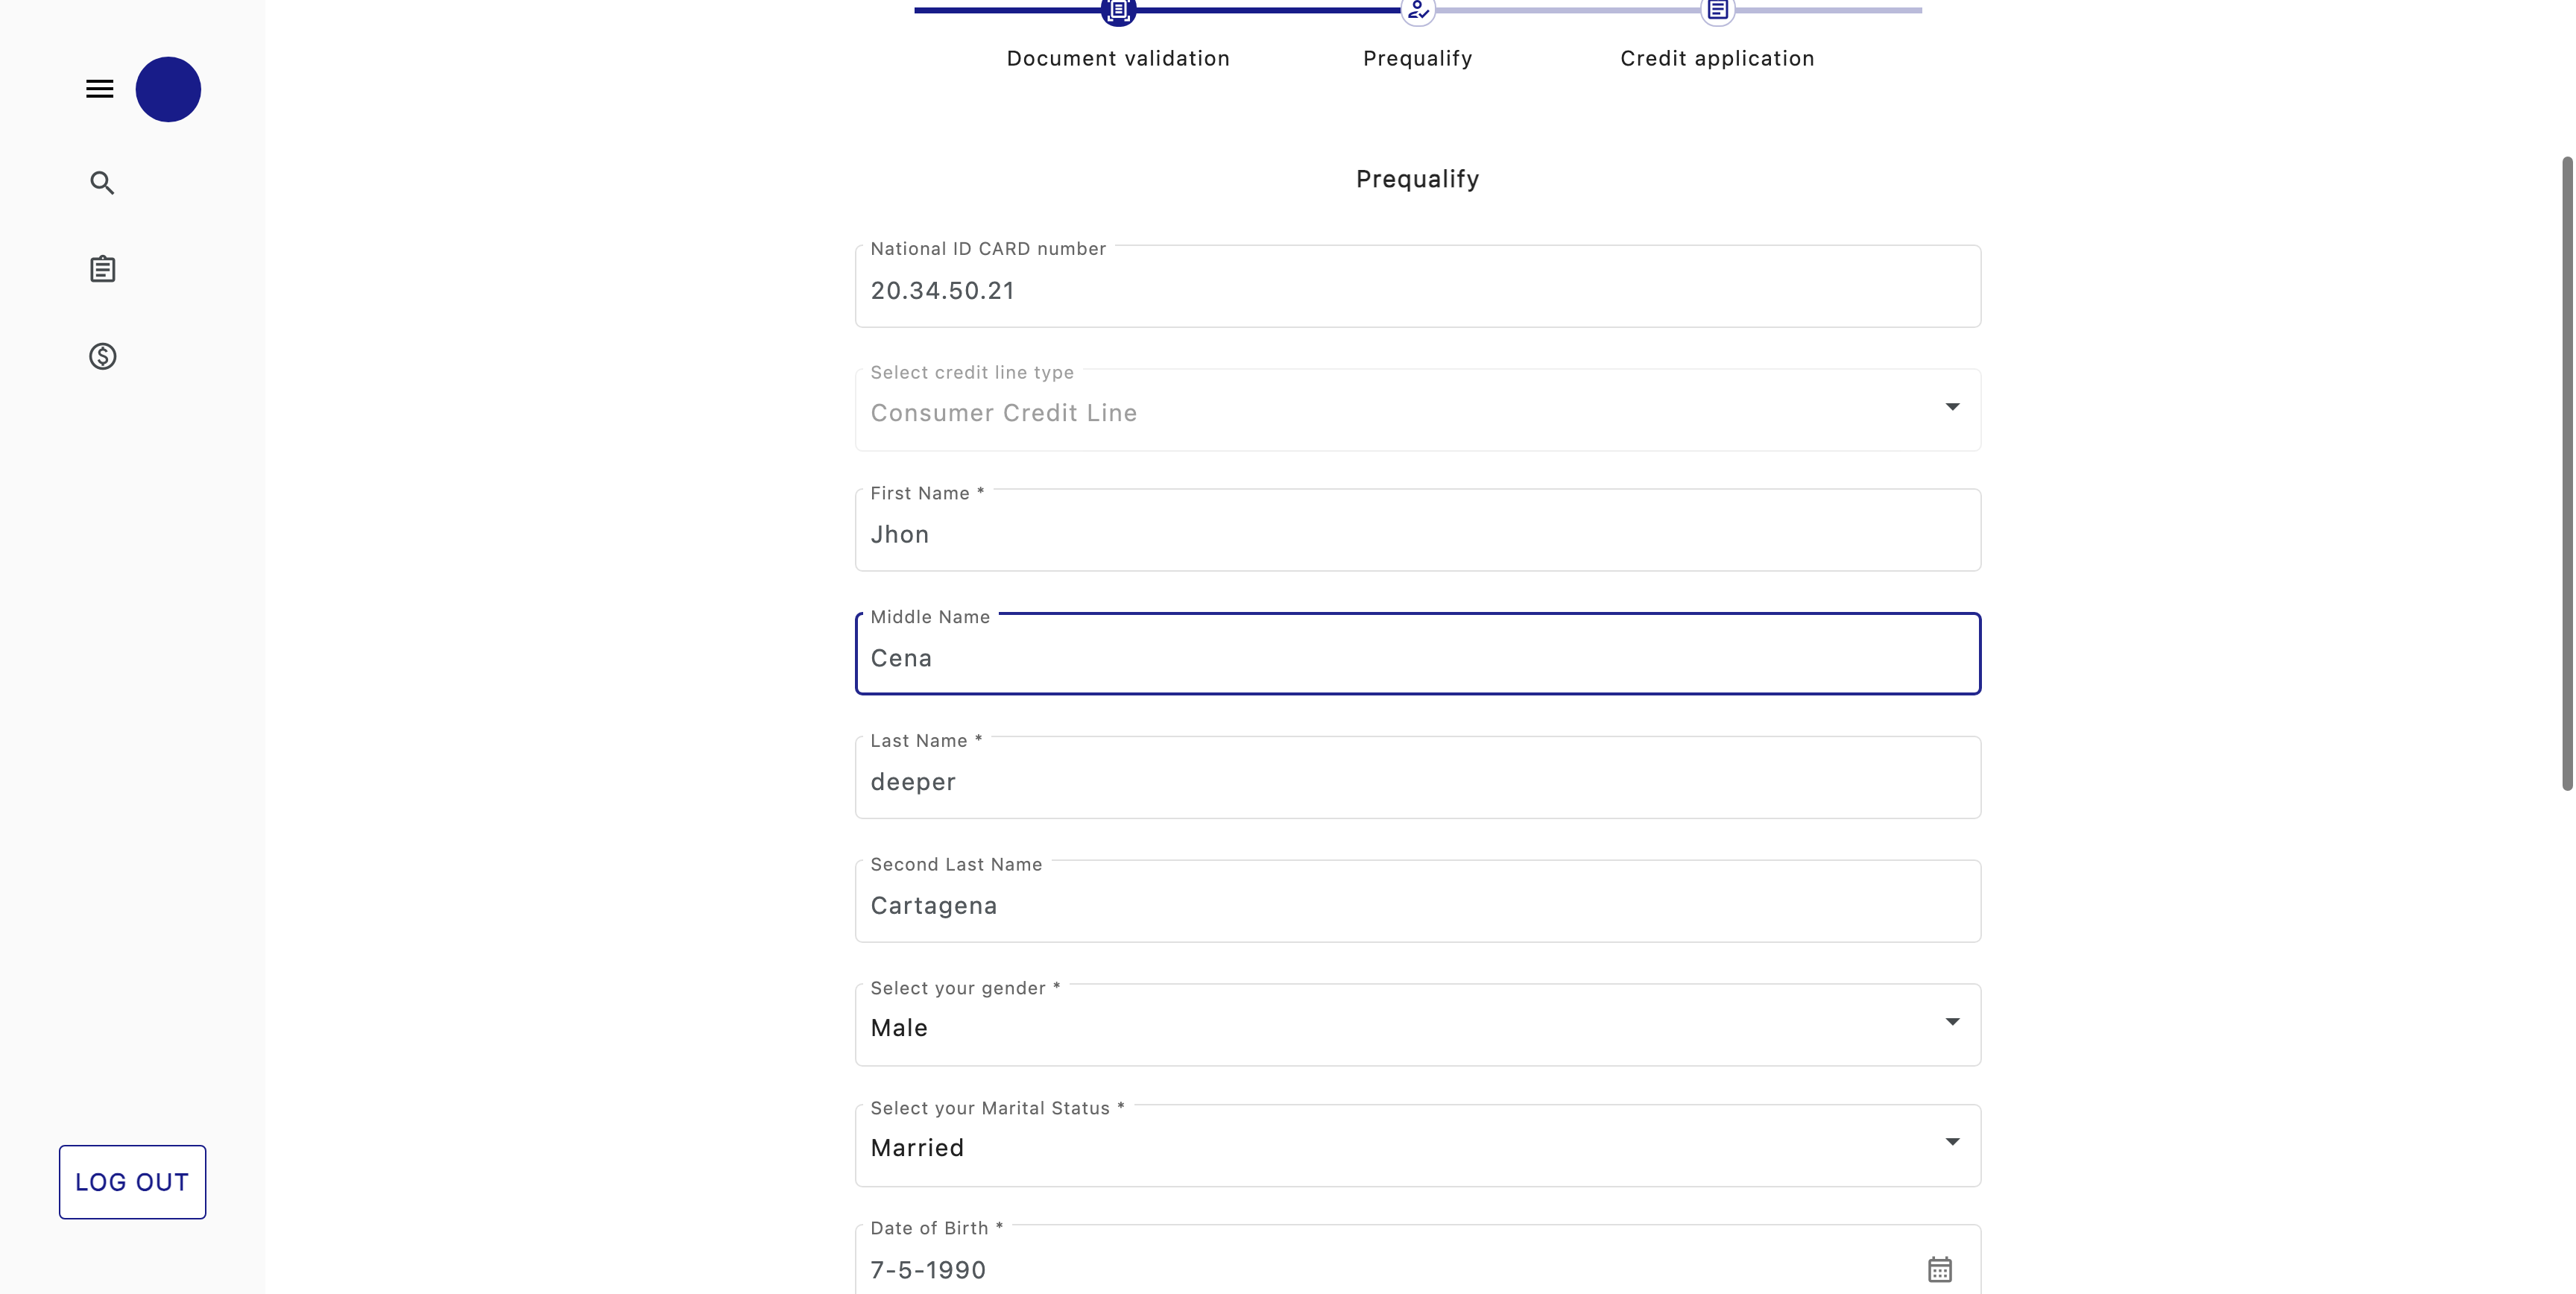 Document validation
Prequalify
Credit application
Prequalify
National ID CARD number
20.34.50.21
Select credit line type
Consumer Credit Line
First Name *
Jhon
Middle Name
Cena
Last Name *
deeper
Second Last Name
Cartagena
Select your gender *
Male
Select your Marital Status *
Married
LOG OUT
Date of Birth *
7-5-1990